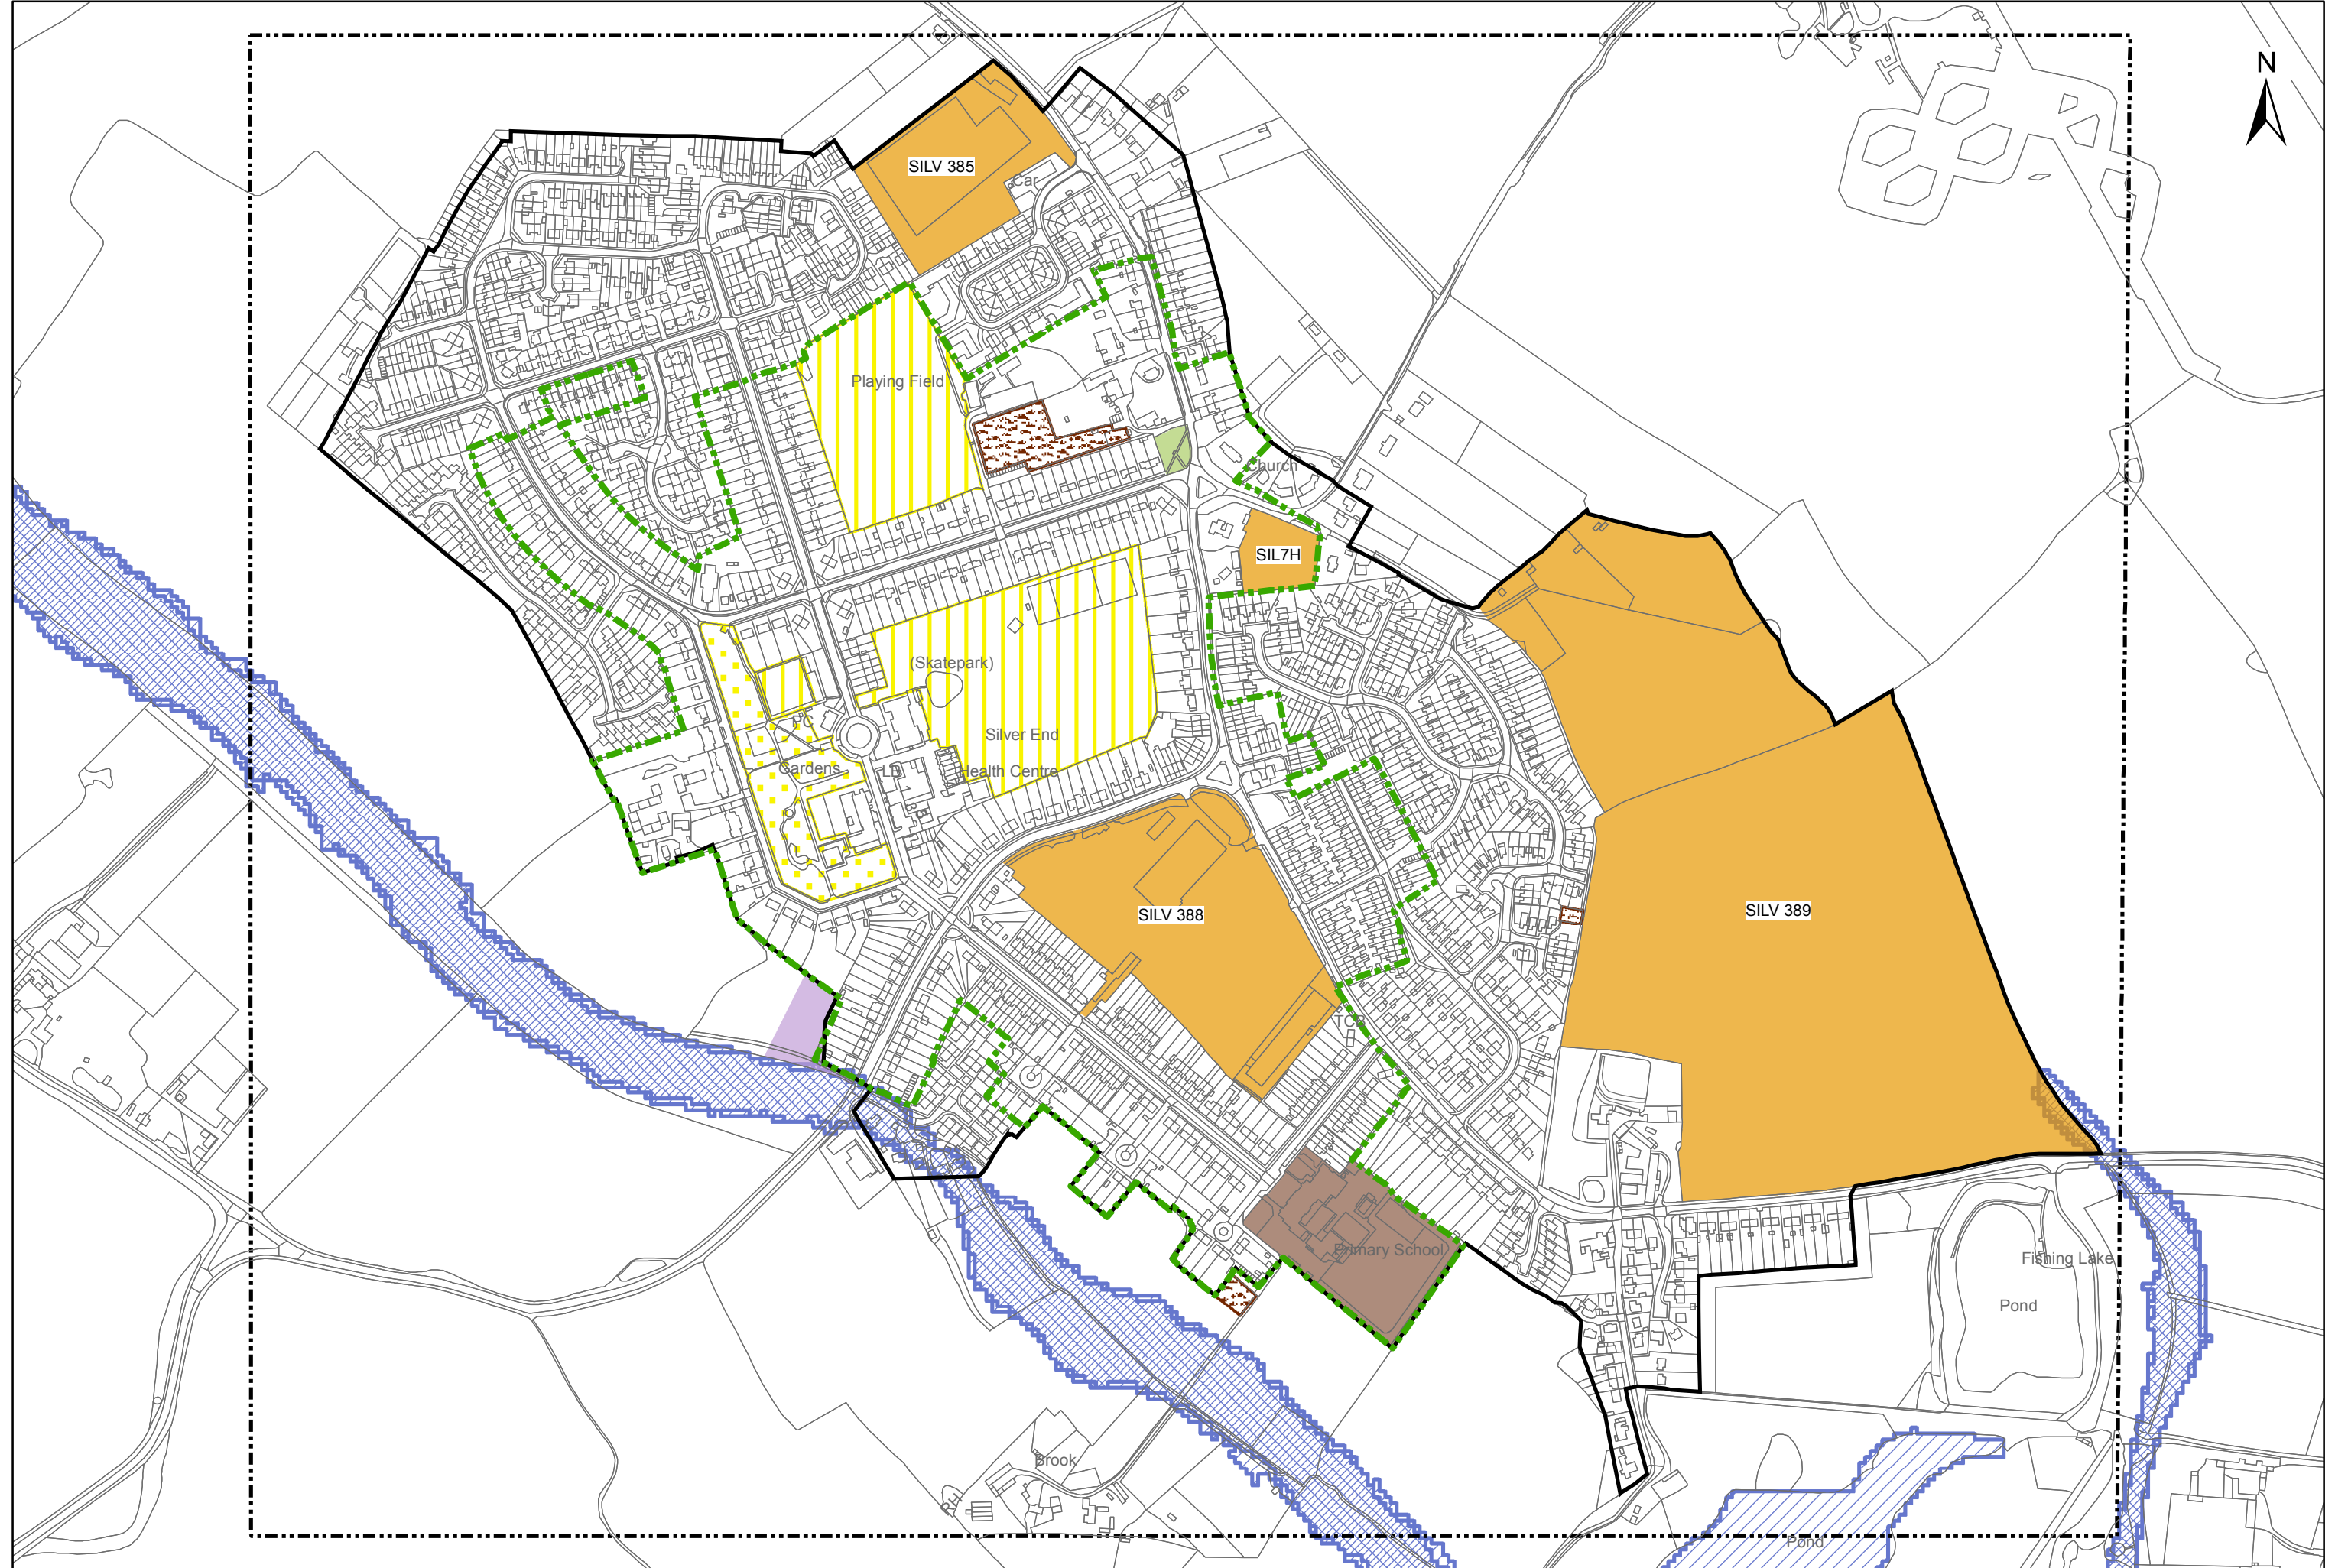 N
SILV 385
Car
Playing Field
Church
SIL7H
(Skatepark)
PC
Silver End
Gardens
LB
Health Centre
SILV 388
SILV 389
TCB
Primary School
Fishing Lake
Pond
Brook
Pond